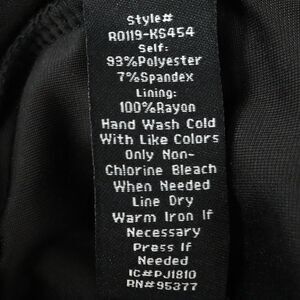 Style#
R0119-KS454
Self:
93%Polyester
7%Spandex
Lining:
100%Rayon
Hand Wash Cold
With Like Colors
Only Non-
Chlorine Bleach
When Needed
Line Dry
Warm Iron If
Necessary
Press If
Needed
IC#PJ1810
RN#95377